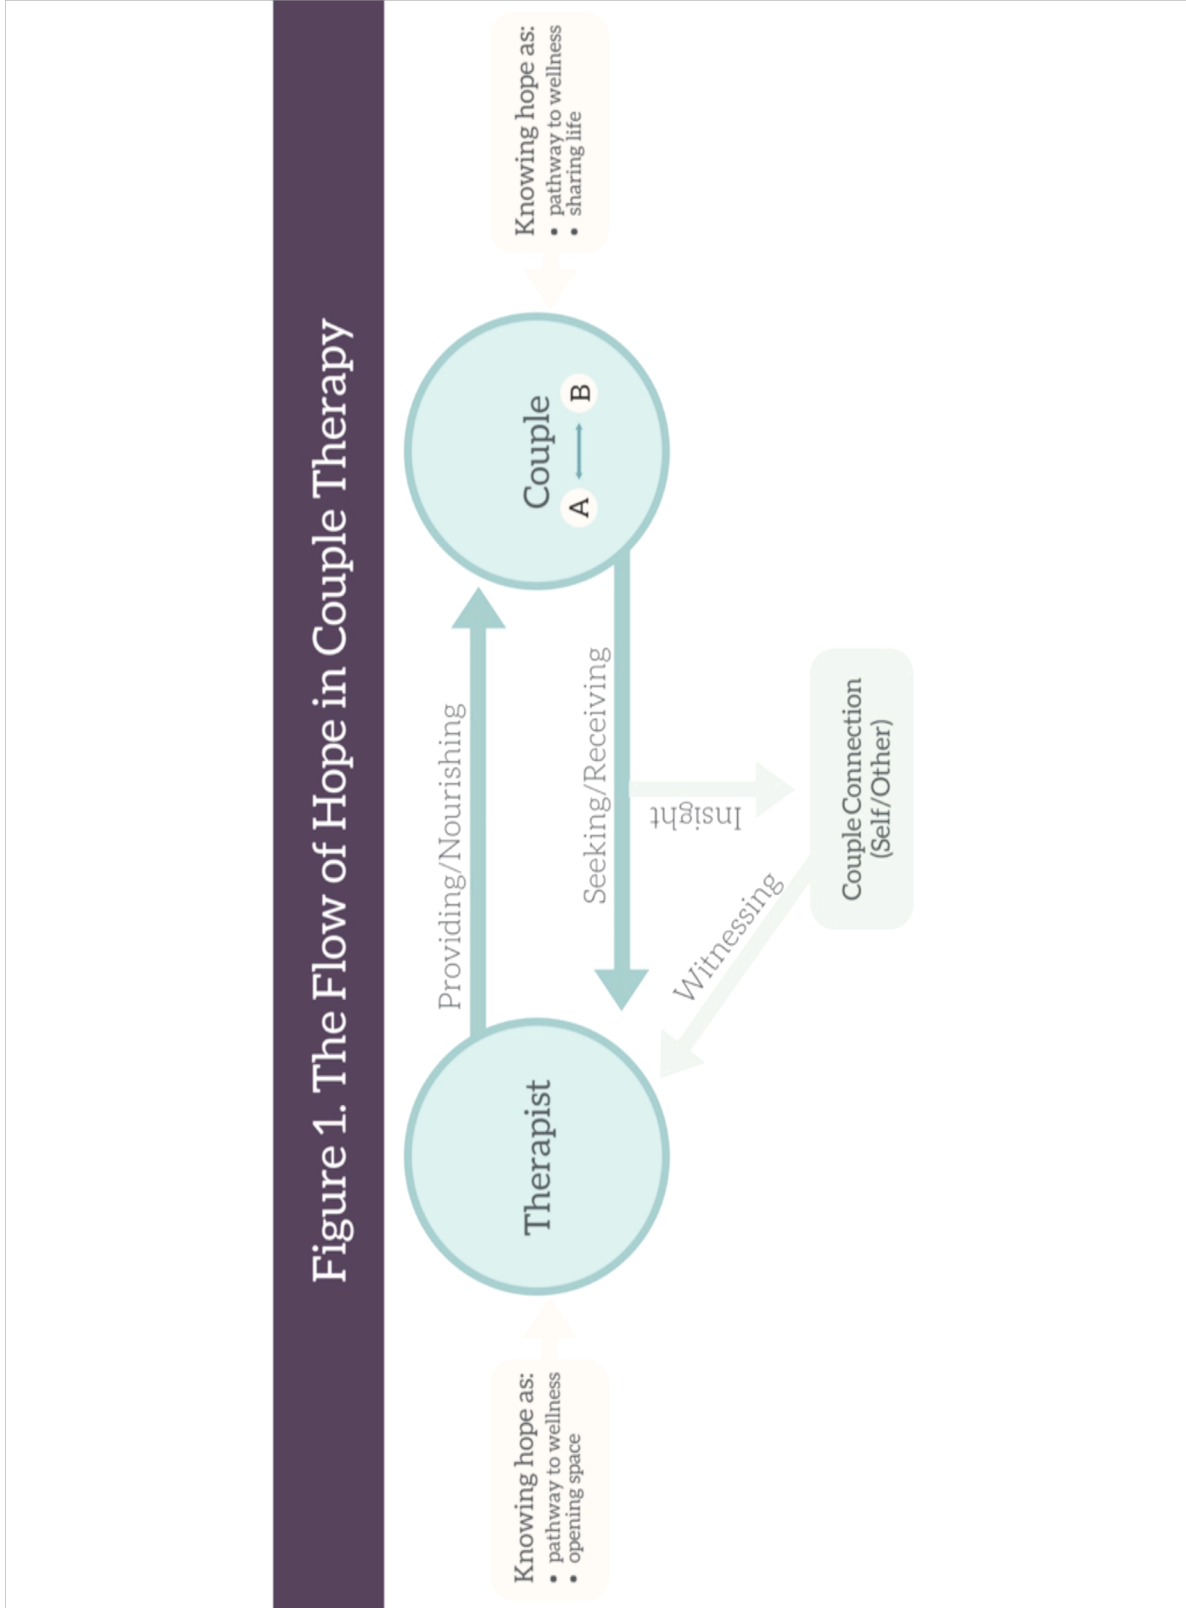 Figure 1. The Flow of Hope in Couple Therapy
Knowing hope as:
• pathway to wellness
• opening space
Therapist
Providing/Nourishing
Seeking/Receiving
Insight
Witnessing
Couple Connection
(Self/Other)
Couple
A
B
Knowing hope as:
• pathway to wellness
• sharing life